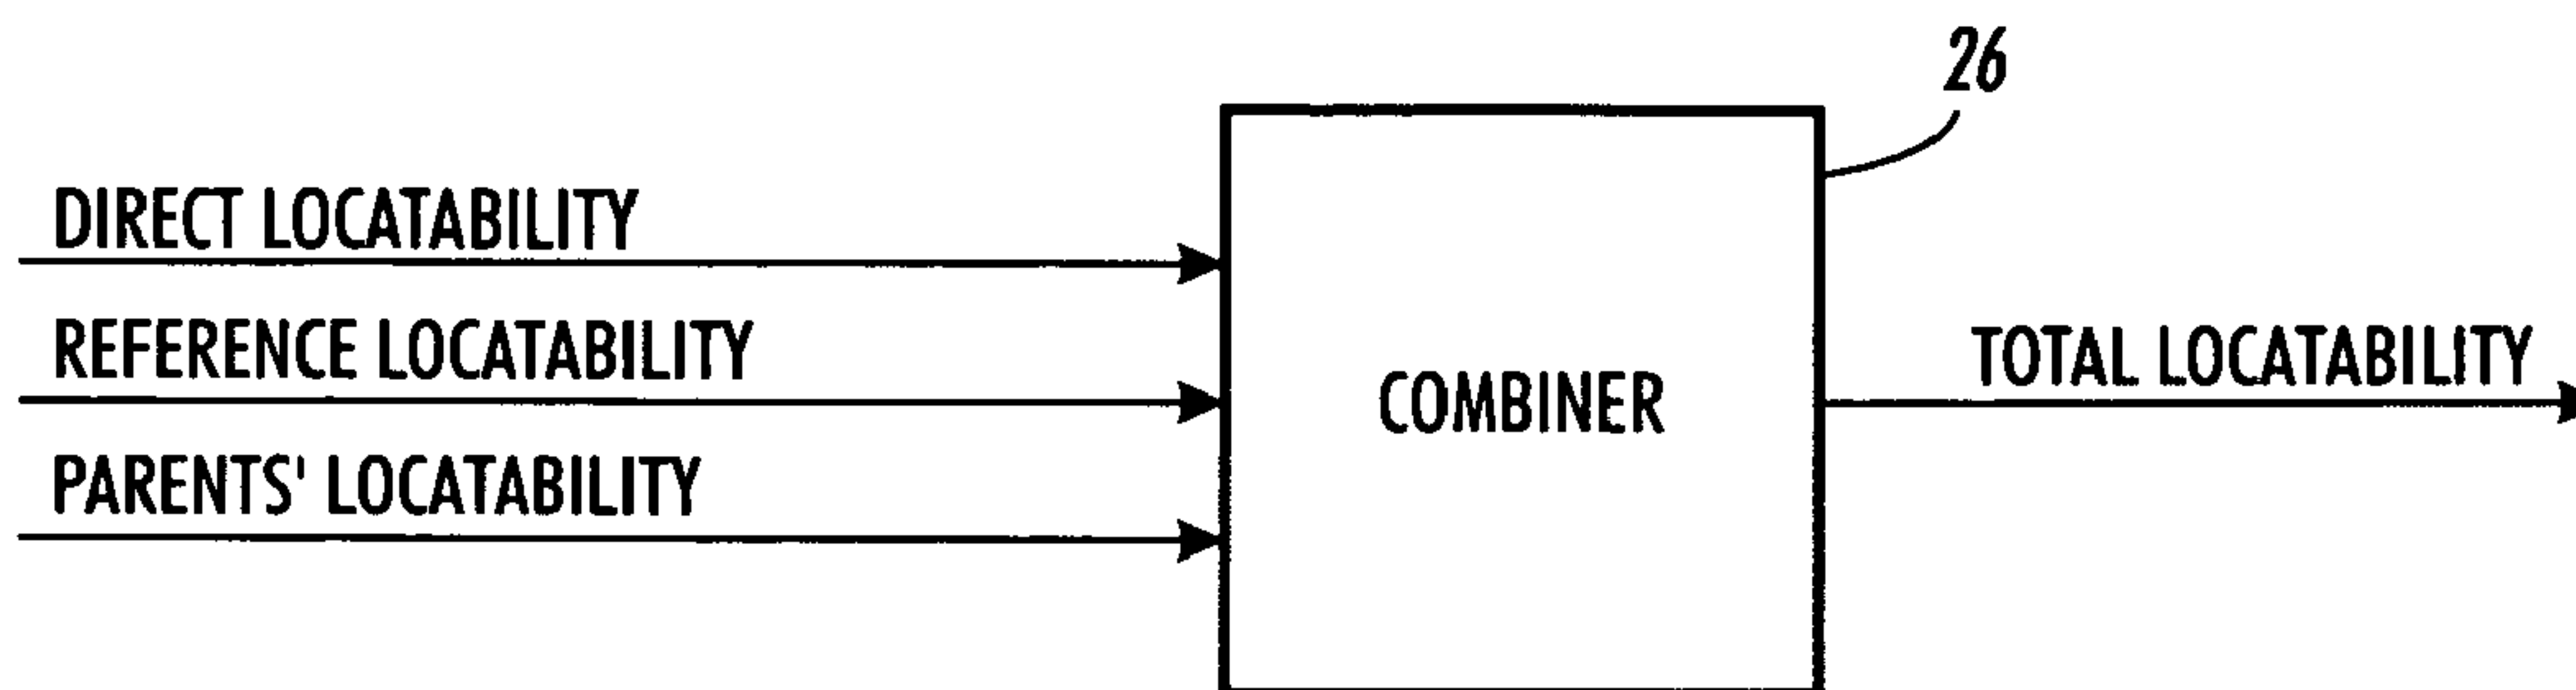 26
DIRECT LOCATABILITY
REFERENCE LOCATABILITY
PARENTS' LOCATABILITY
COMBINER
TOTAL LOCATABILITY